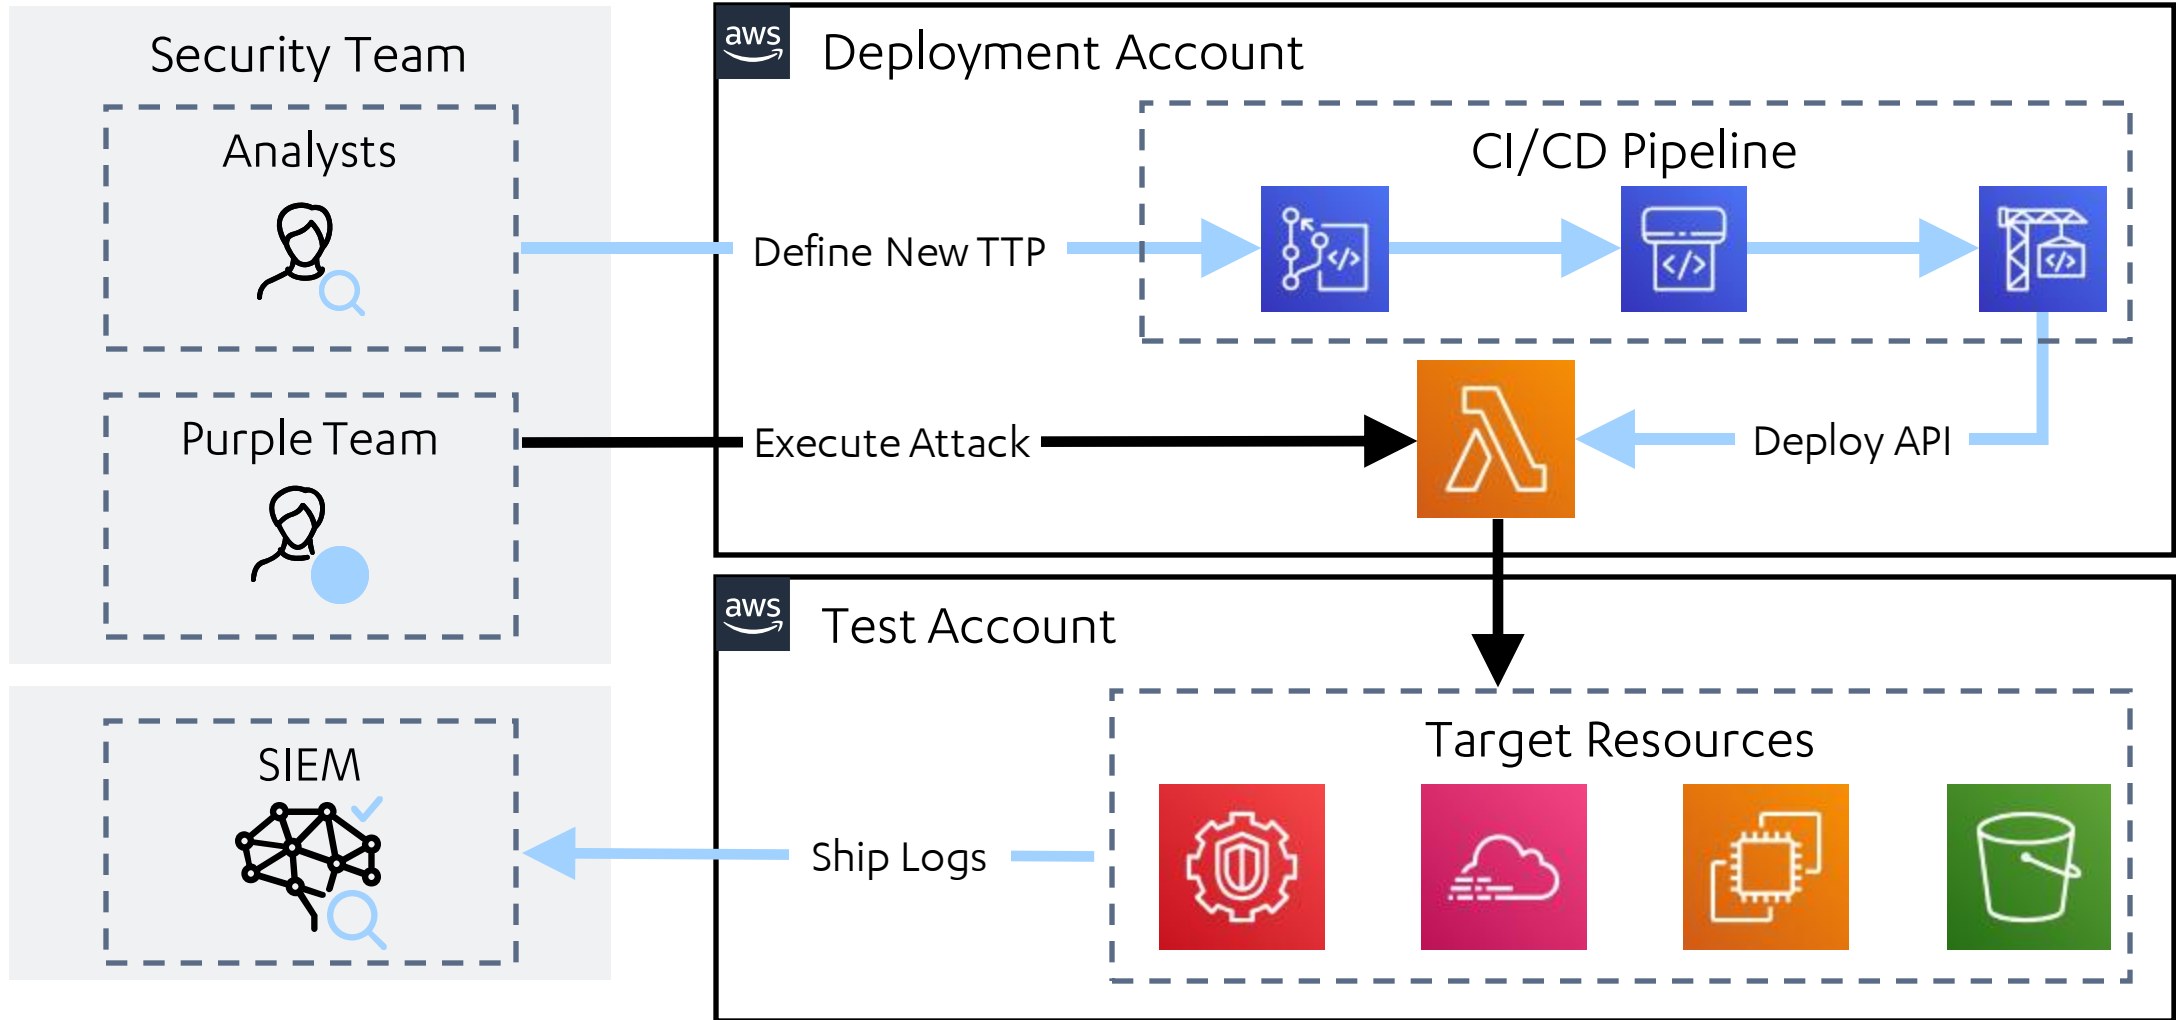 Security Team
Analysts
Purple Team
SIEM
aws
Deployment Account
CI/CD Pipeline
Define New TTP
</>
</>
</>
Execute Attack
Deploy API
aws
Test Account
Target Resources
Ship Logs